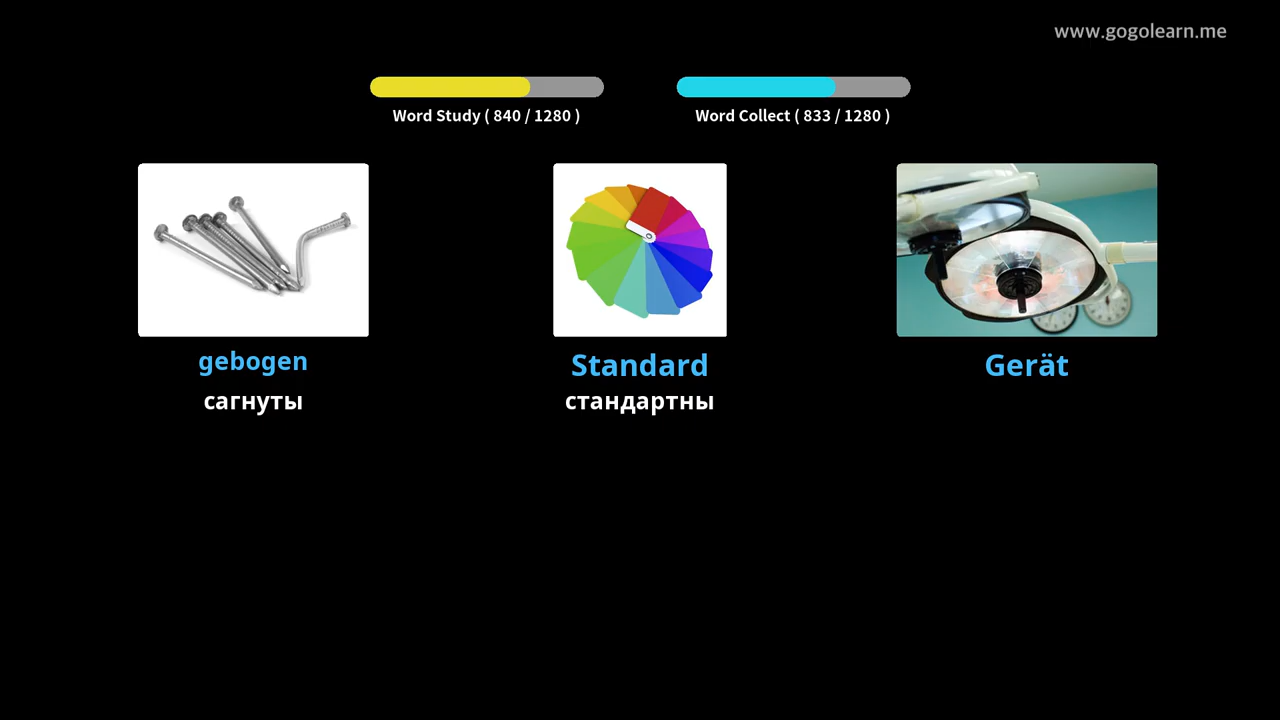 www.gogolearn.me
Word Study ( 840 / 1280 )
Word Collect ( 833 / 1280 )
gebogen
Standard
Gerät
сагнуты
стандартны